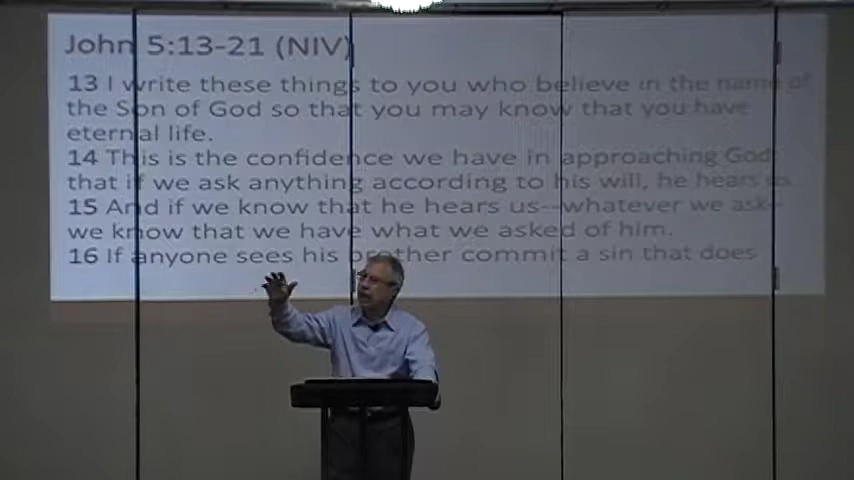 John 5:13-21 (NIV)
13 I write these things to you who believe in the name of
the Son of God so that you may know that you have
eternal life.
14 This is the confidence we have in approaching God
that if we ask anything according to his will, he hears us
15 And if we know that he hears us--whatever we ask--
we know that we have what we asked of him.
16 If anyone sees his brother commit a sin that does